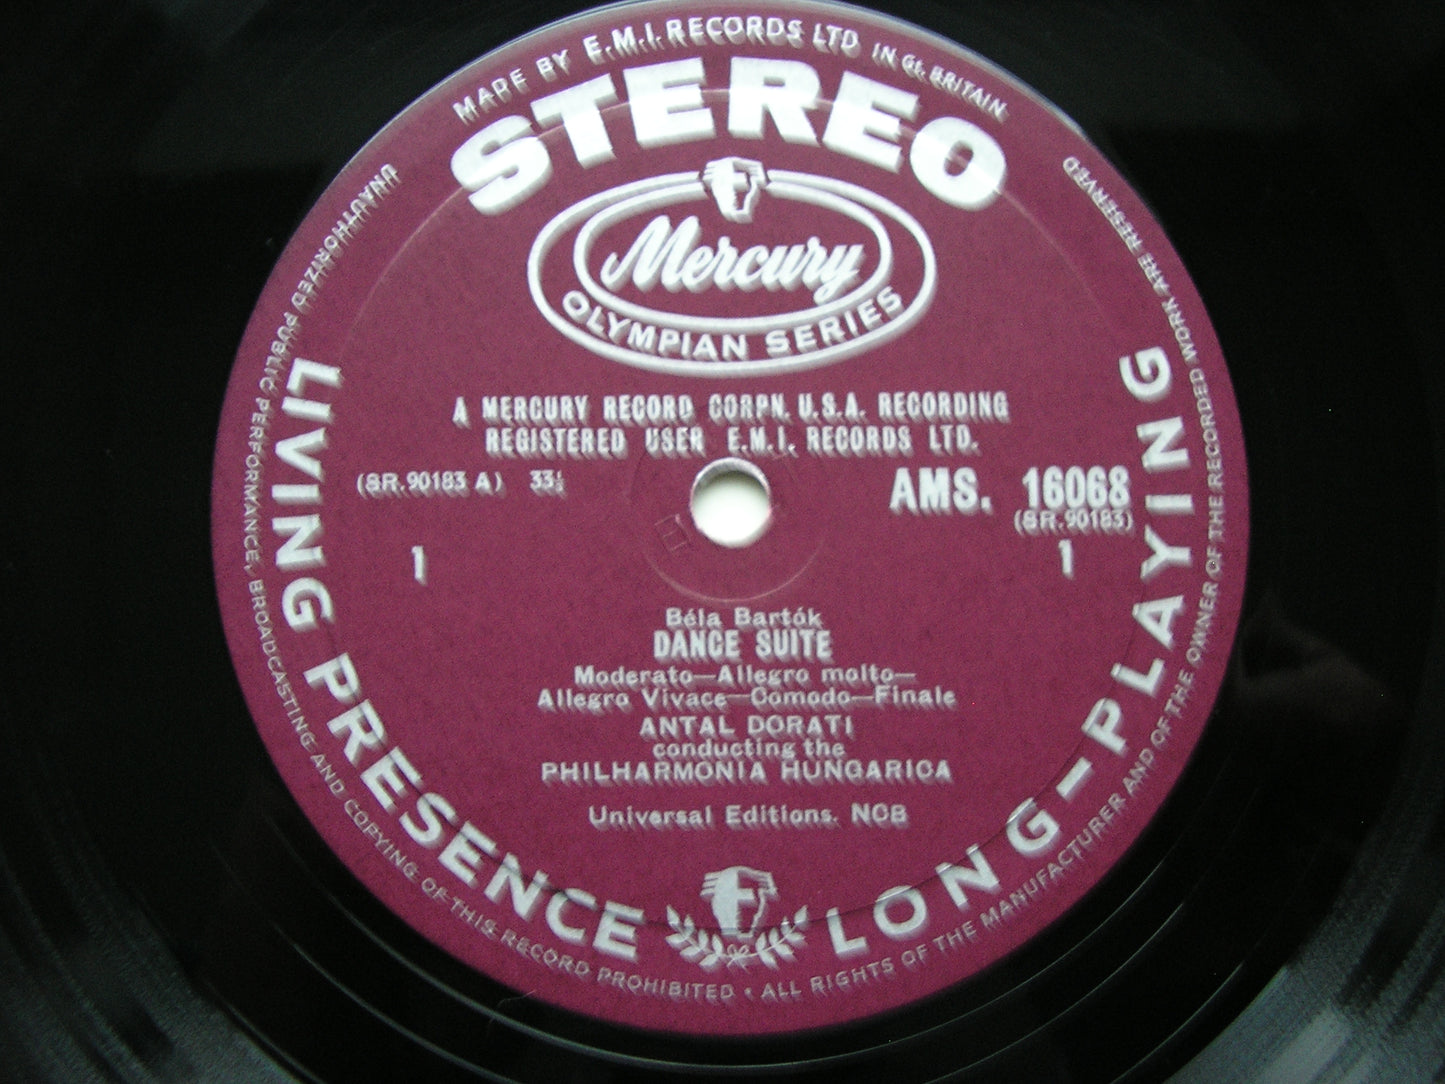 MADE BY E.M.I. RECORDS LTD IN Gt. BRITAIN
STEREO
Mercury
OLYMPIAN SERIES
A MERCURY RECORD CORPN. U.S.A. RECORDING
REGISTERED USER E.M.I. RECORDS LTD.
(SR.90183 A) 33⅓
AMS. 16068
(SR.90183)
1
1
Béla Bartók
DANCE SUITE
Moderato—Allegro molto—
Allegro Vivace—Comodo—Finale
ANTAL DORATI
conducting the
PHILHARMONIA HUNGARICA
Universal Editions. NCB
LIVING PRESENCE
LONG-PLAYING
UNAUTHORIZED PUBLIC PERFORMANCE, BROADCASTING AND COPYING OF THIS RECORD PROHIBITED • ALL RIGHTS OF THE MANUFACTURER AND OF THE OWNER OF THE RECORDED WORK ARE RESERVED